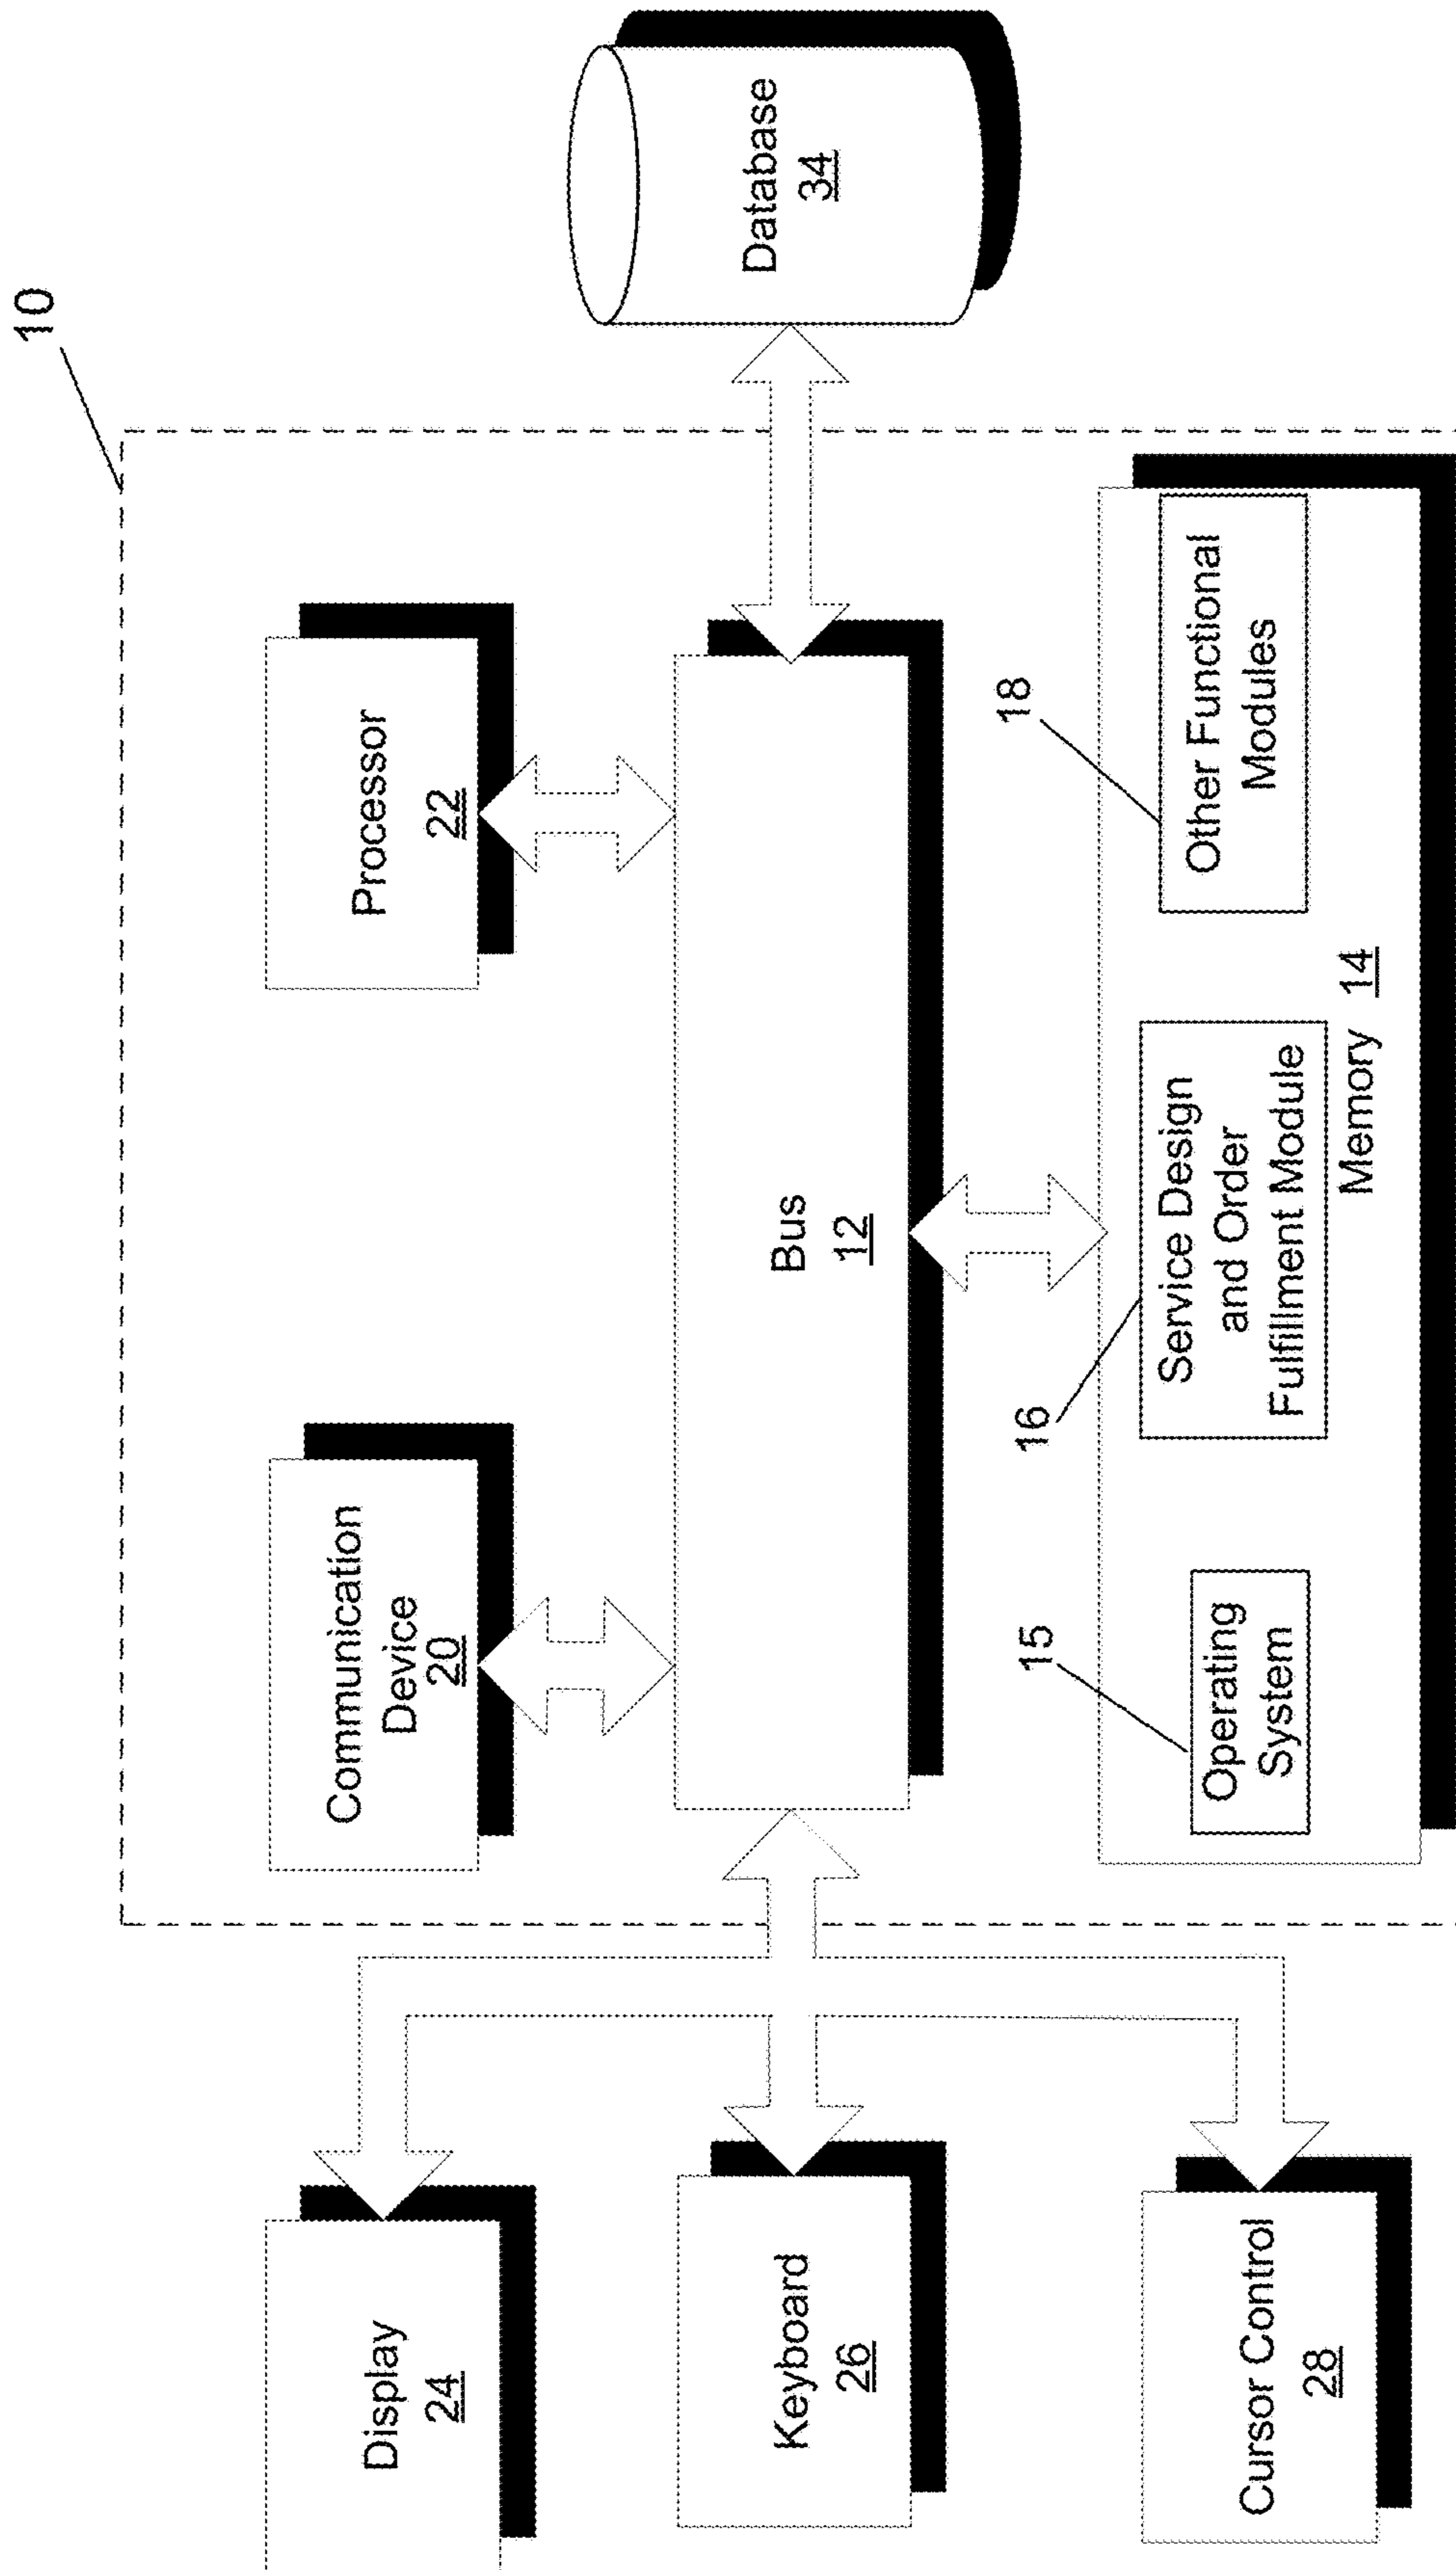 10
Display
24
Communication
Device
20
Processor
22
Keyboard
26
Bus
12
Database
34
Cursor Control
28
15
16
18
Operating
System
Service Design
and Order
Fulfillment Module
Other Functional
Modules
Memory 14